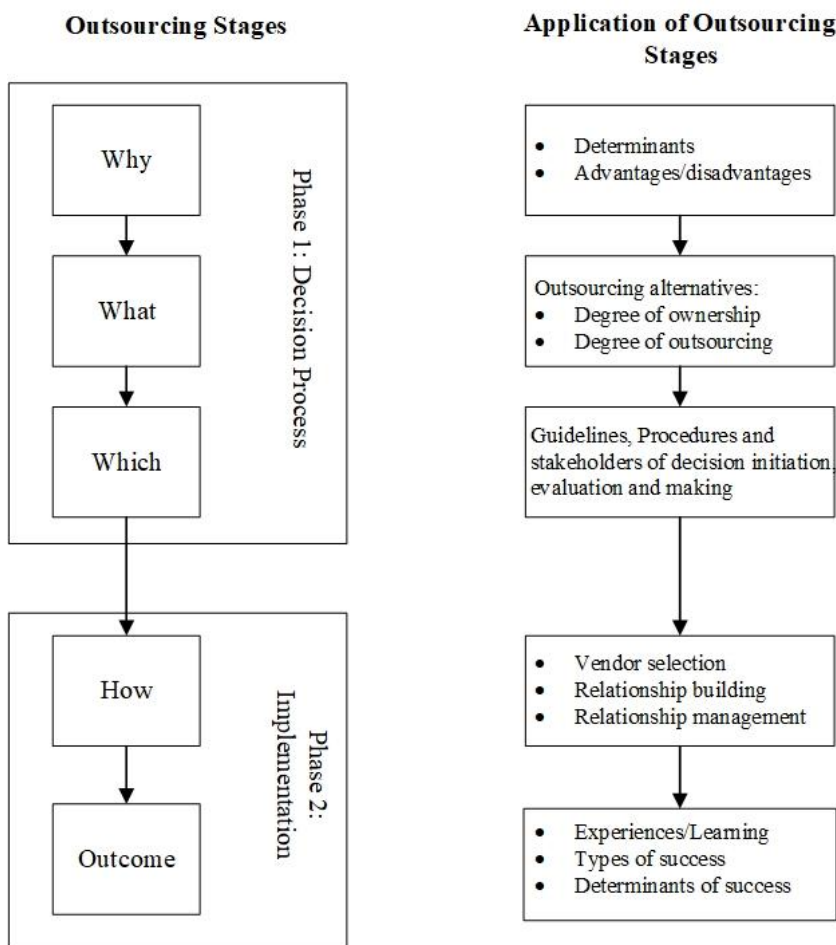 Outsourcing Stages
Application of Outsourcing
Stages
Why
What
Which
Phase 1: Decision Process
How
Outcome
Phase 2:
Implementation
• Determinants
• Advantages/disadvantages
Outsourcing alternatives:
• Degree of ownership
• Degree of outsourcing
Guidelines, Procedures and
stakeholders of decision initiation,
evaluation and making
• Vendor selection
• Relationship building
• Relationship management
• Experiences/Learning
• Types of success
• Determinants of success